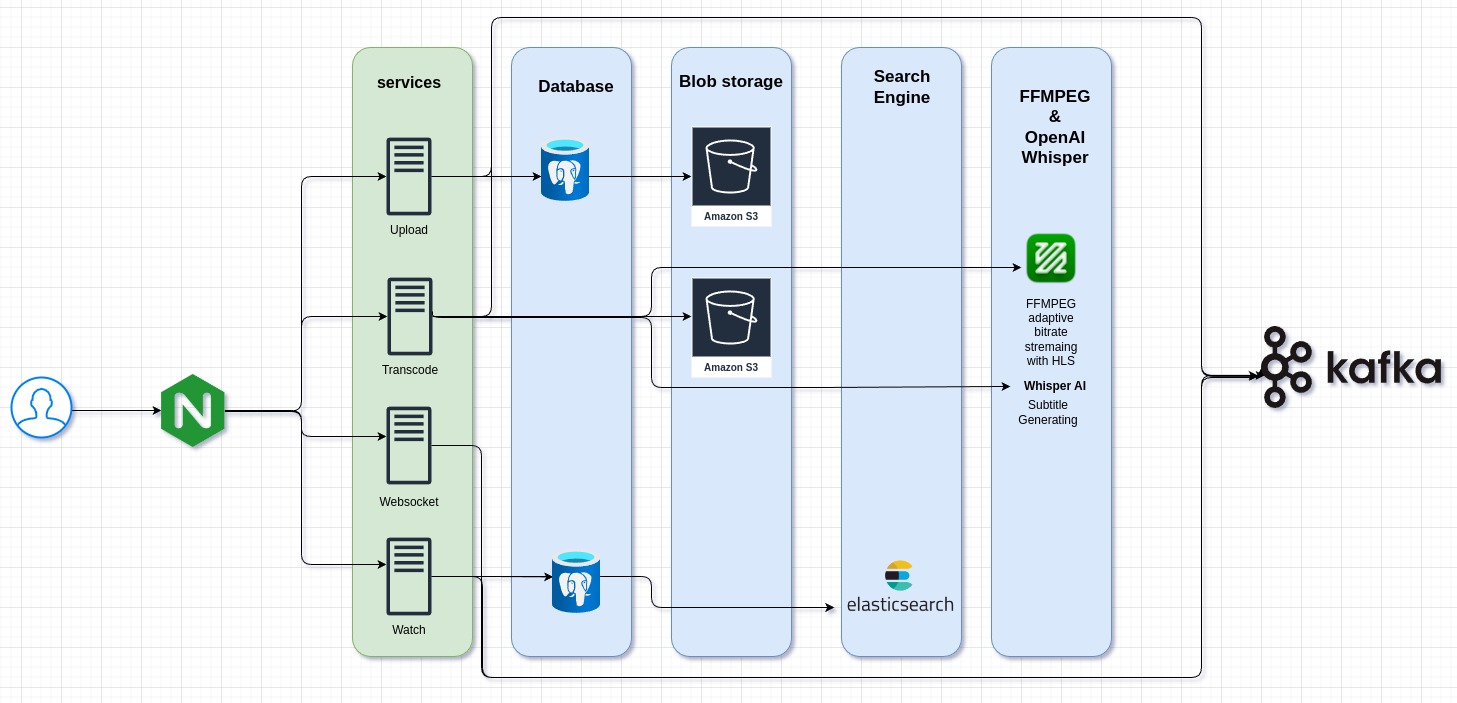 services
Database
Blob storage
Search
Engine
FFMPEG
&
OpenAI
Whisper
Upload
Amazon S3
Transcode
Amazon S3
FFMPEG
adaptive
bitrate
stremaing
with HLS
Whisper AI
Subtitle
Generating
N
kafka
Websocket
elasticsearch
Watch